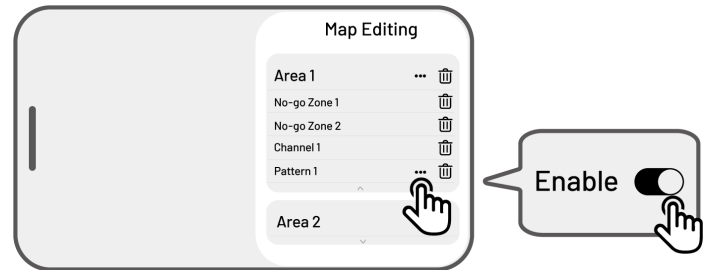 Map Editing
Area 1
No-go Zone 1
No-go Zone 2
Channel 1
Pattern 1
Area 2
Enable